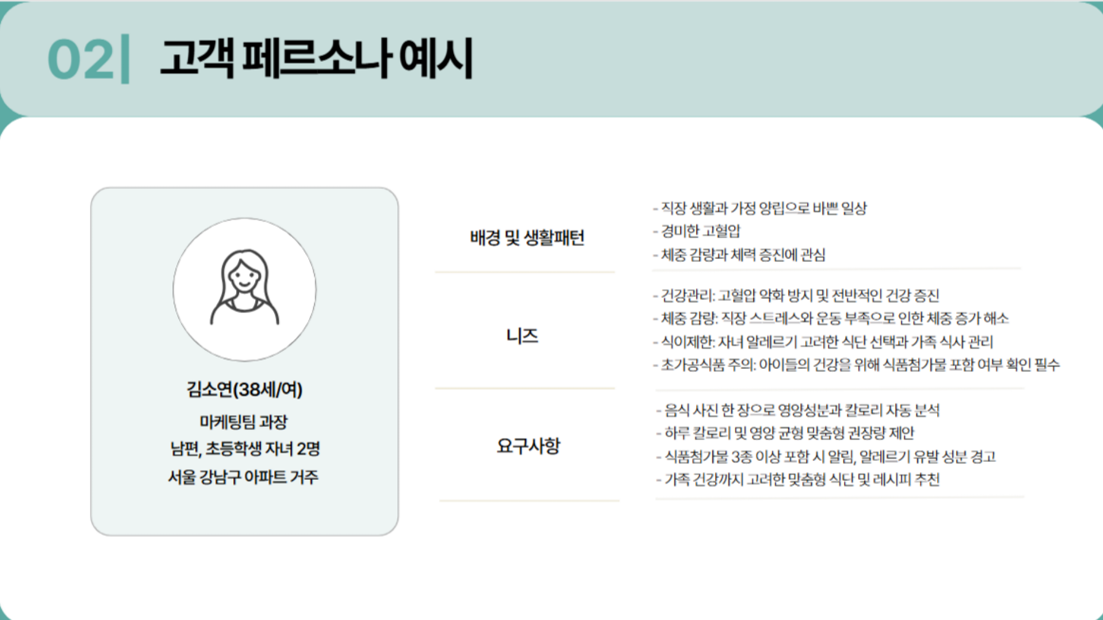 02| 고객 페르소나 예시
김소연(38세/여)
마케팅팀 과장
남편, 초등학생 자녀 2명
서울 강남구 아파트 거주
배경 및 생활패턴
- 직장 생활과 가정 양립으로 바쁜 일상
- 경미한 고혈압
- 체중 감량과 체력 증진에 관심
니즈
- 건강관리: 고혈압 악화 방지 및 전반적인 건강 증진
- 체중 감량: 직장 스트레스와 운동 부족으로 인한 체중 증가 해소
- 식이제한: 자녀 알레르기 고려한 식단 선택과 가족 식사 관리
- 초가공식품 주의: 아이들의 건강을 위해 식품첨가물 포함 여부 확인 필수
요구사항
- 음식 사진 한 장으로 영양성분과 칼로리 자동 분석
- 하루 칼로리 및 영양 균형 맞춤형 권장량 제안
- 식품첨가물 3종 이상 포함 시 알림, 알레르기 유발 성분 경고
- 가족 건강까지 고려한 맞춤형 식단 및 레시피 추천